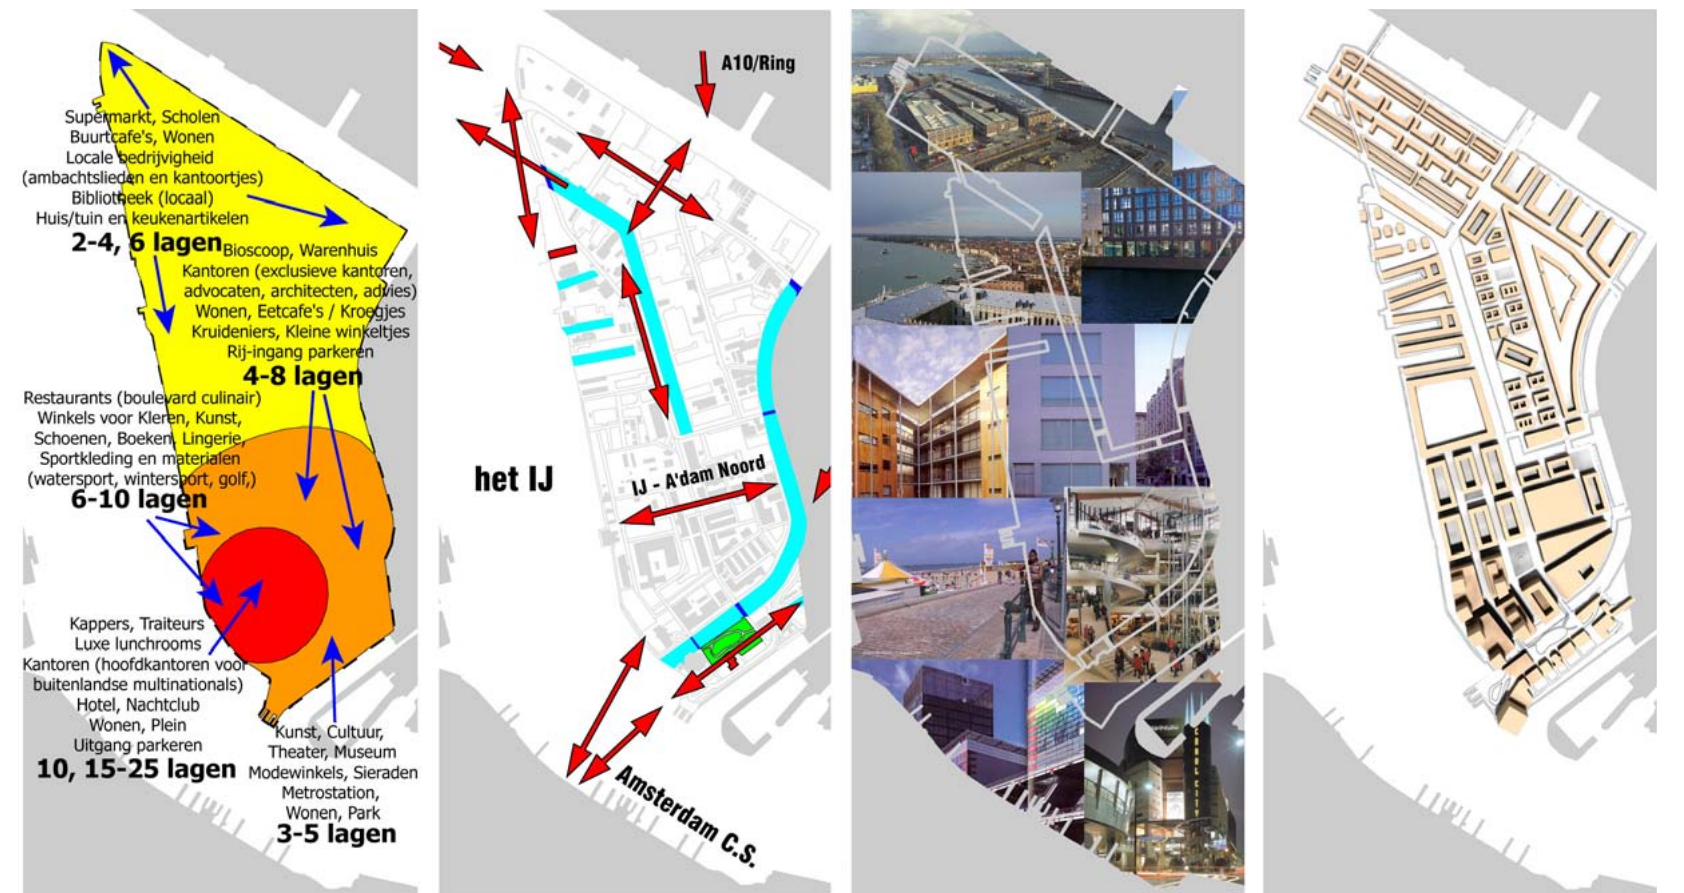 Supermarkt, Scholen
Buurtcafe's, Wonen
Locale bedrijvigheid
(ambachtslieden en kantoortjes)
Bibliotheek (locaal)
Huis/tuin en keukenartikelen
2-4, 6 lagen
Bioscoop, Warenhuis
Kantoren (exclusieve kantoren,
advocaten, architecten, advies)
Wonen, Eetcafe's / Kroegjes
Kruideniers, Kleine winkeltjes
Rij-ingang parkeren
4-8 lagen
Restaurants (boulevard culinair)
Winkels voor Kleren, Kunst,
Schoenen, Boeken, Lingerie,
Sportkleding en materialen
(watersport, wintersport, golf,)
6-10 lagen
Kappers, Traiteurs
Luxe lunchrooms
Kantoren (hoofdkantoren voor
buitenlandse multinationals)
Hotel, Nachtclub
Wonen, Plein
Uitgang parkeren
10, 15-25 lagen
Kunst, Cultuur,
Theater, Museum
Modewinkels, Sieraden
Metrostation,
Wonen, Park
3-5 lagen
A10/Ring
het IJ
IJ - A'dam Noord
Amsterdam C.S.
CANAL CITY